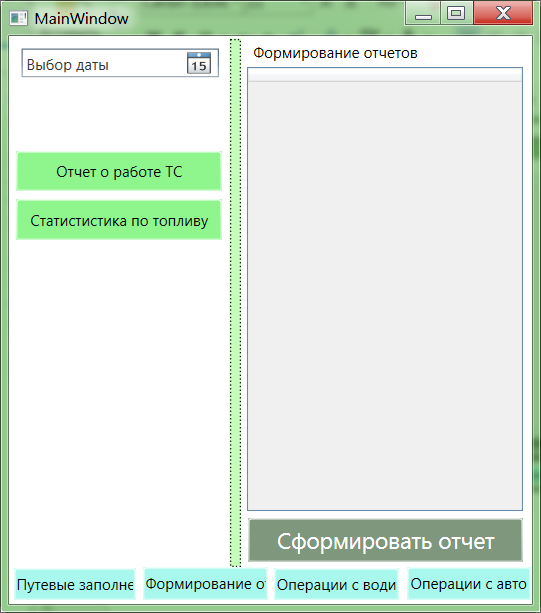 MainWindow
Выбор даты
15
Отчет о работе ТС
Статистистика по топливу
Формирование отчетов
Сформировать отчет
Путевые заполне
Формирование о
Операции с води
Операции с авто